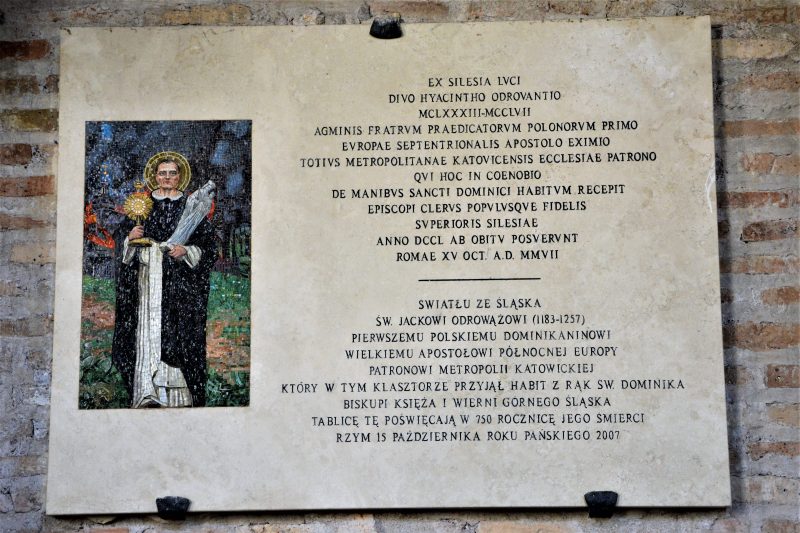 EX SILESIA LVCI
DIVO HYACINTHO ODROVANTIO
MCLXXXIII-MCCLVII
AGMINIS FRATRVM PRAEDICATORVM POLONORVM PRIMO
EVROPAE SEPTENTRIONALIS APOSTOLO EXIMIO
TOTIVS METROPOLITANAE KATOVICENSIS ECCLESIAE PATRONO
QVI HOC IN COENOBIO
DE MANIBVS SANCTI DOMINICI HABITVM RECEPIT
EPISCOPI CLERVS POPVLVSQVE FIDELIS
SVPERIORIS SILESIAE
ANNO DCCL AB OBITV POSVERVNT
ROMAE XV OCT. A.D. MMVII
ŚWIATŁU ZE ŚLĄSKA
ŚW. JACKOWI ODROWĄŻOWI (1183-1257)
PIERWSZEMU POLSKIEMU DOMINIKANINOWI
WIELKIEMU APOSTOŁOWI PÓŁNOCNEJ EUROPY
PATRONOWI METROPOLII KATOWICKIEJ
KTÓRY W TYM KLASZTORZE PRZYJĄŁ HABIT Z RĄK ŚW. DOMINIKA
BISKUPI KSIĘŻA I WIERNI GÓRNEGO ŚLĄSKA
TABLICĘ TĘ POŚWIĘCAJĄ W 750 ROCZNICĘ JEGO ŚMIERCI
RZYM 15 PAŹDZIERNIKA ROKU PAŃSKIEGO 2007